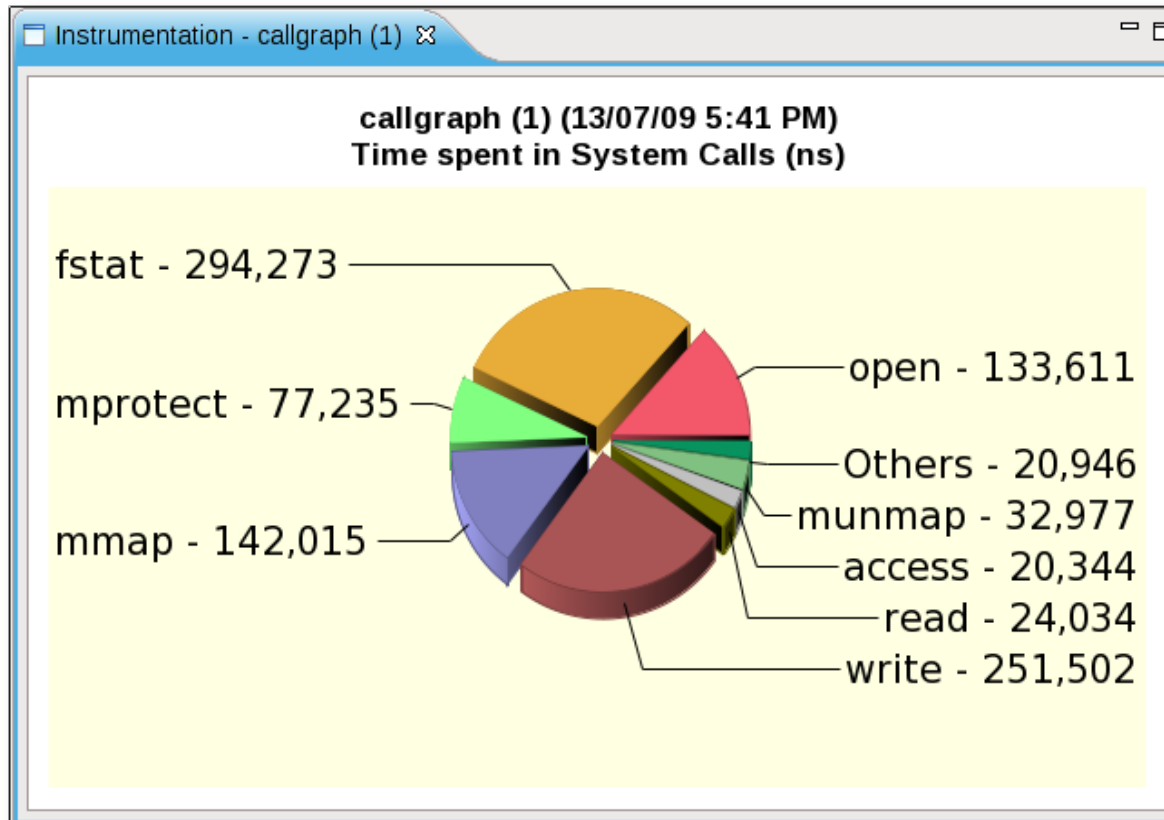 Instrumentation - callgraph (1)
callgraph (1) (13/07/09 5:41 PM)
Time spent in System Calls (ns)
fstat - 294,273
open - 133,611
mprotect - 77,235
Others - 20,946
munmap - 32,977
mmap - 142,015
access - 20,344
read - 24,034
write - 251,502